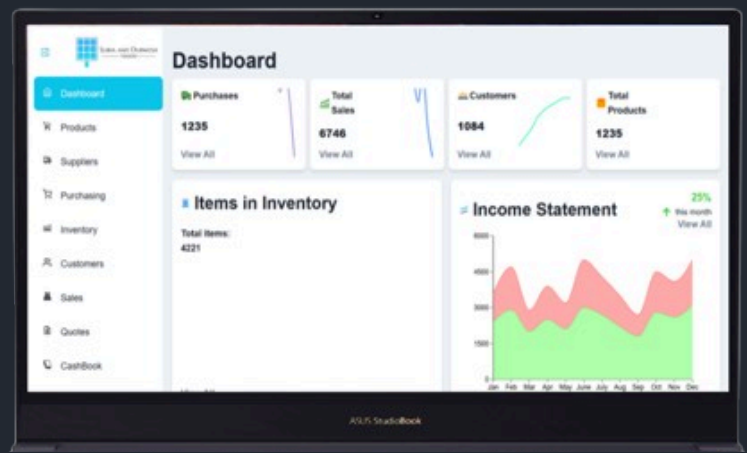 Dashboard
Dashboard
Products
Suppliers
Purchasing
Inventory
Customers
Sales
Quotes
CashBook
Purchases
1235
View All
Total
Sales
6746
View All
Customers
1084
View All
Total
Products
1235
View All
Items in Inventory
Total Items:
4221
Income Statement
25%
this month
View All
6000
4500
3000
1500
0
Jan Feb Mar Apr May June July Aug Sep Oct Nov Dec
ASUS StudioBook